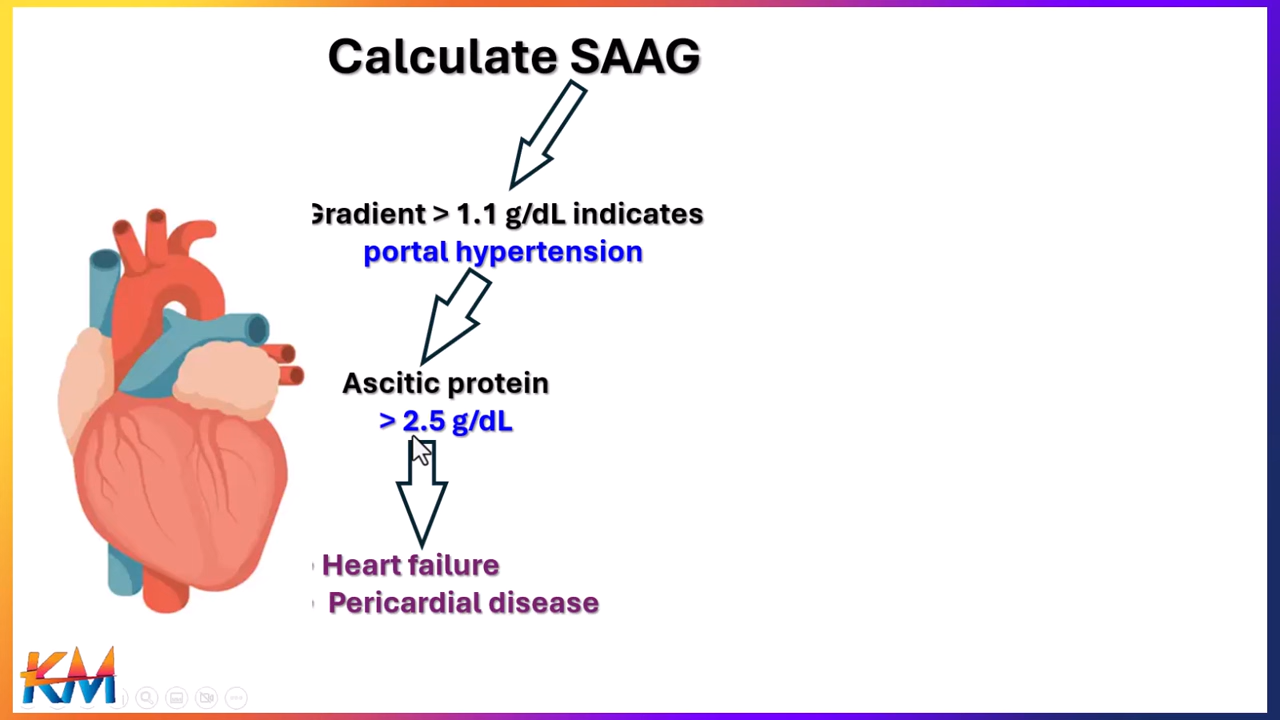 Calculate SAAG
Gradient > 1.1 g/dL indicates
portal hypertension
Ascitic protein
> 2.5 g/dL
Heart failure
Pericardial disease
KM